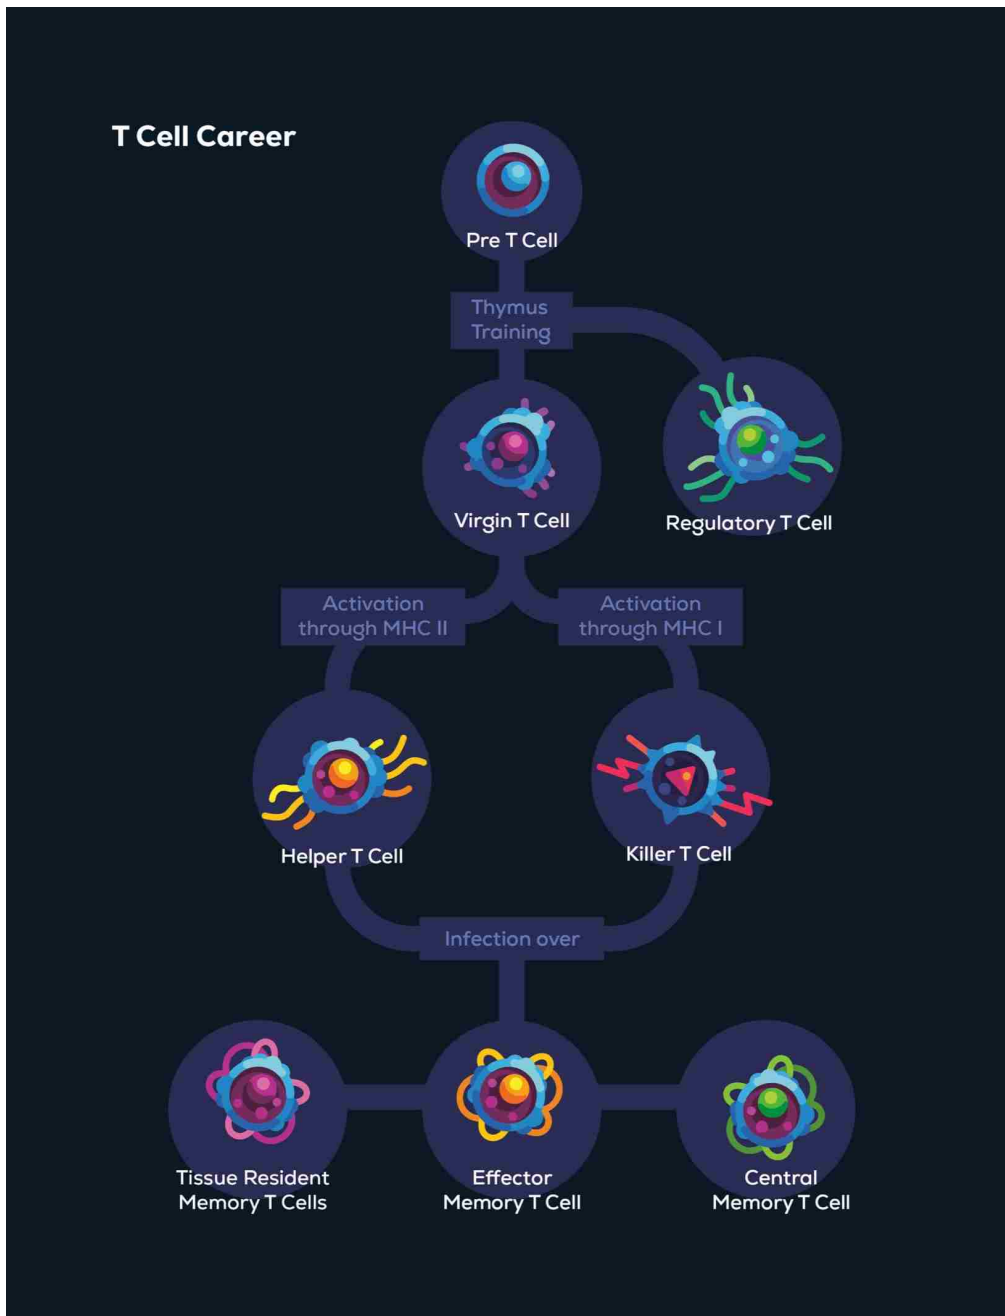 T Cell Career
Pre T Cell
Thymus
Training
Virgin T Cell
Regulatory T Cell
Activation
through MHC II
Activation
through MHC I
Helper T Cell
Killer T Cell
Infection over
Tissue Resident
Memory T Cells
Effector
Memory T Cell
Central
Memory T Cell